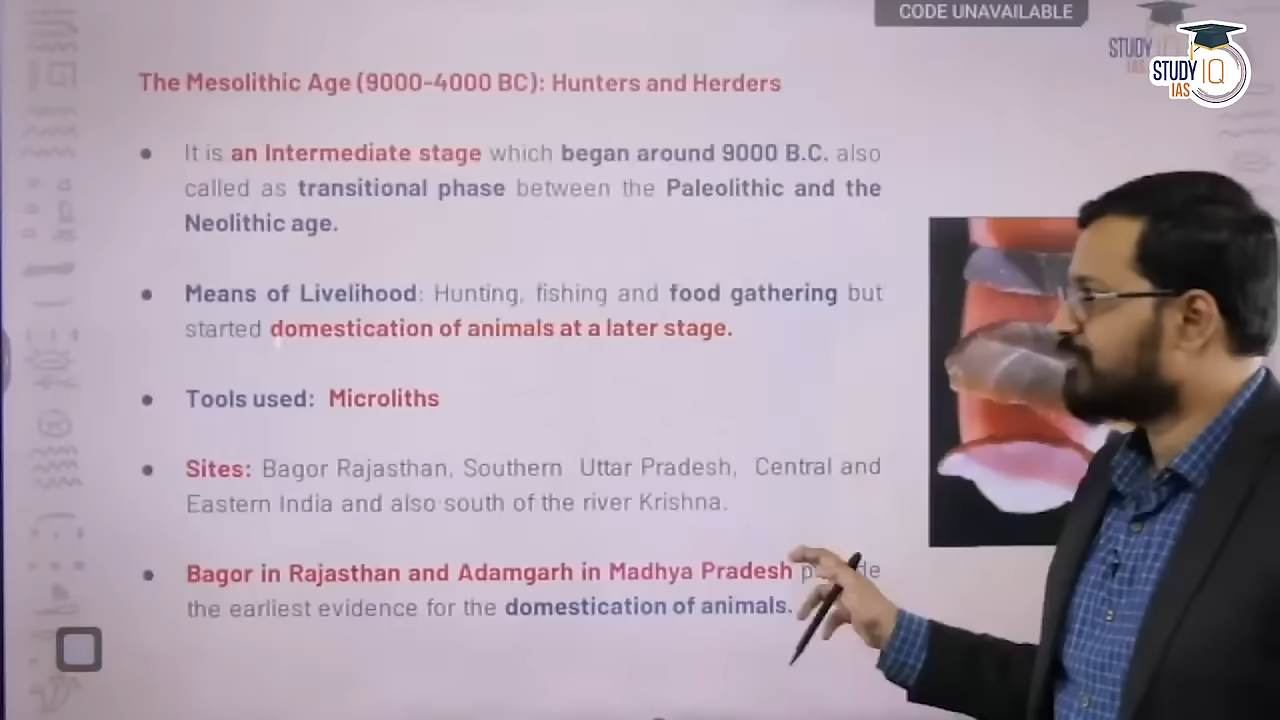 CODE UNAVAILABLE
STUDY IQ
IAS
The Mesolithic Age (9000-4000 BC): Hunters and Herders
• It is an Intermediate stage which began around 9000 B.C. also
called as transitional phase between the Paleolithic and the
Neolithic age.
• Means of Livelihood: Hunting, fishing and food gathering but
started domestication of animals at a later stage.
• Tools used: Microliths
• Sites: Bagor Rajasthan, Southern Uttar Pradesh, Central and
Eastern India and also south of the river Krishna.
• Bagor in Rajasthan and Adamgarh in Madhya Pradesh
the earliest evidence for the domestication of animals.